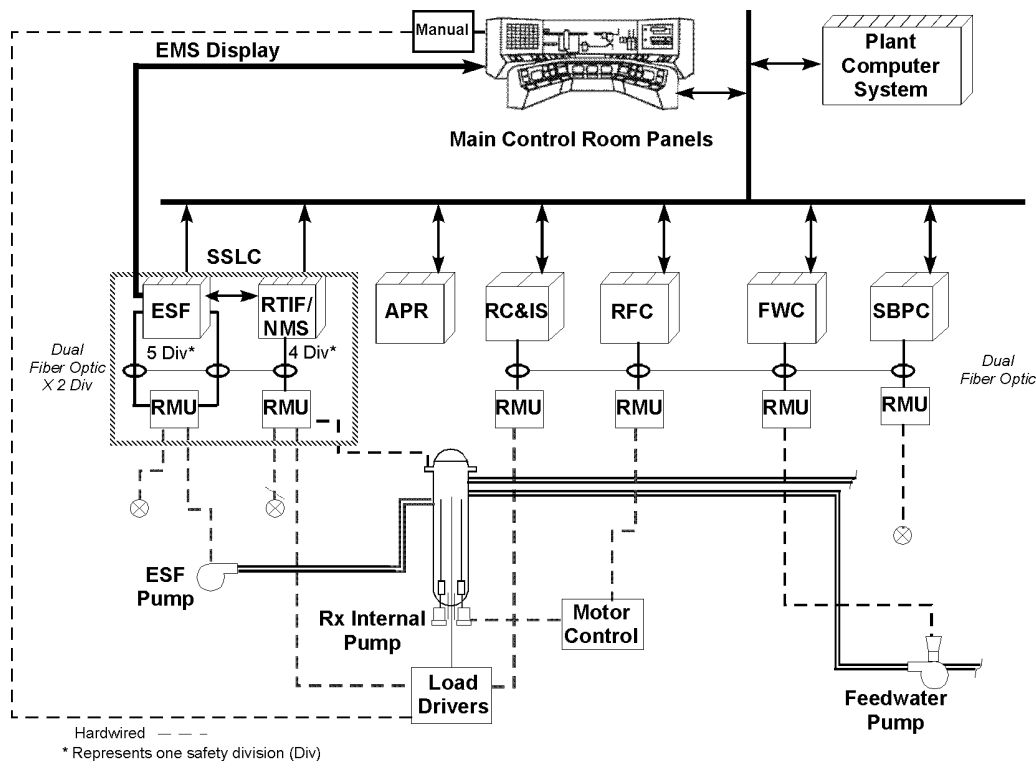 Manual
EMS Display
Plant
Computer
System
Main Control Room Panels
SSLC
ESF
RTIF/
NMS
APR
RC&IS
RFC
FWC
SBPC
5 Div*
4 Div*
Dual
Fiber Optic
X 2 Div
Dual
Fiber Optic
RMU
RMU
RMU
RMU
RMU
RMU
ESF
Pump
Rx Internal
Pump
Motor
Control
Load
Drivers
Feedwater
Pump
Hardwired
* Represents one safety division (Div)